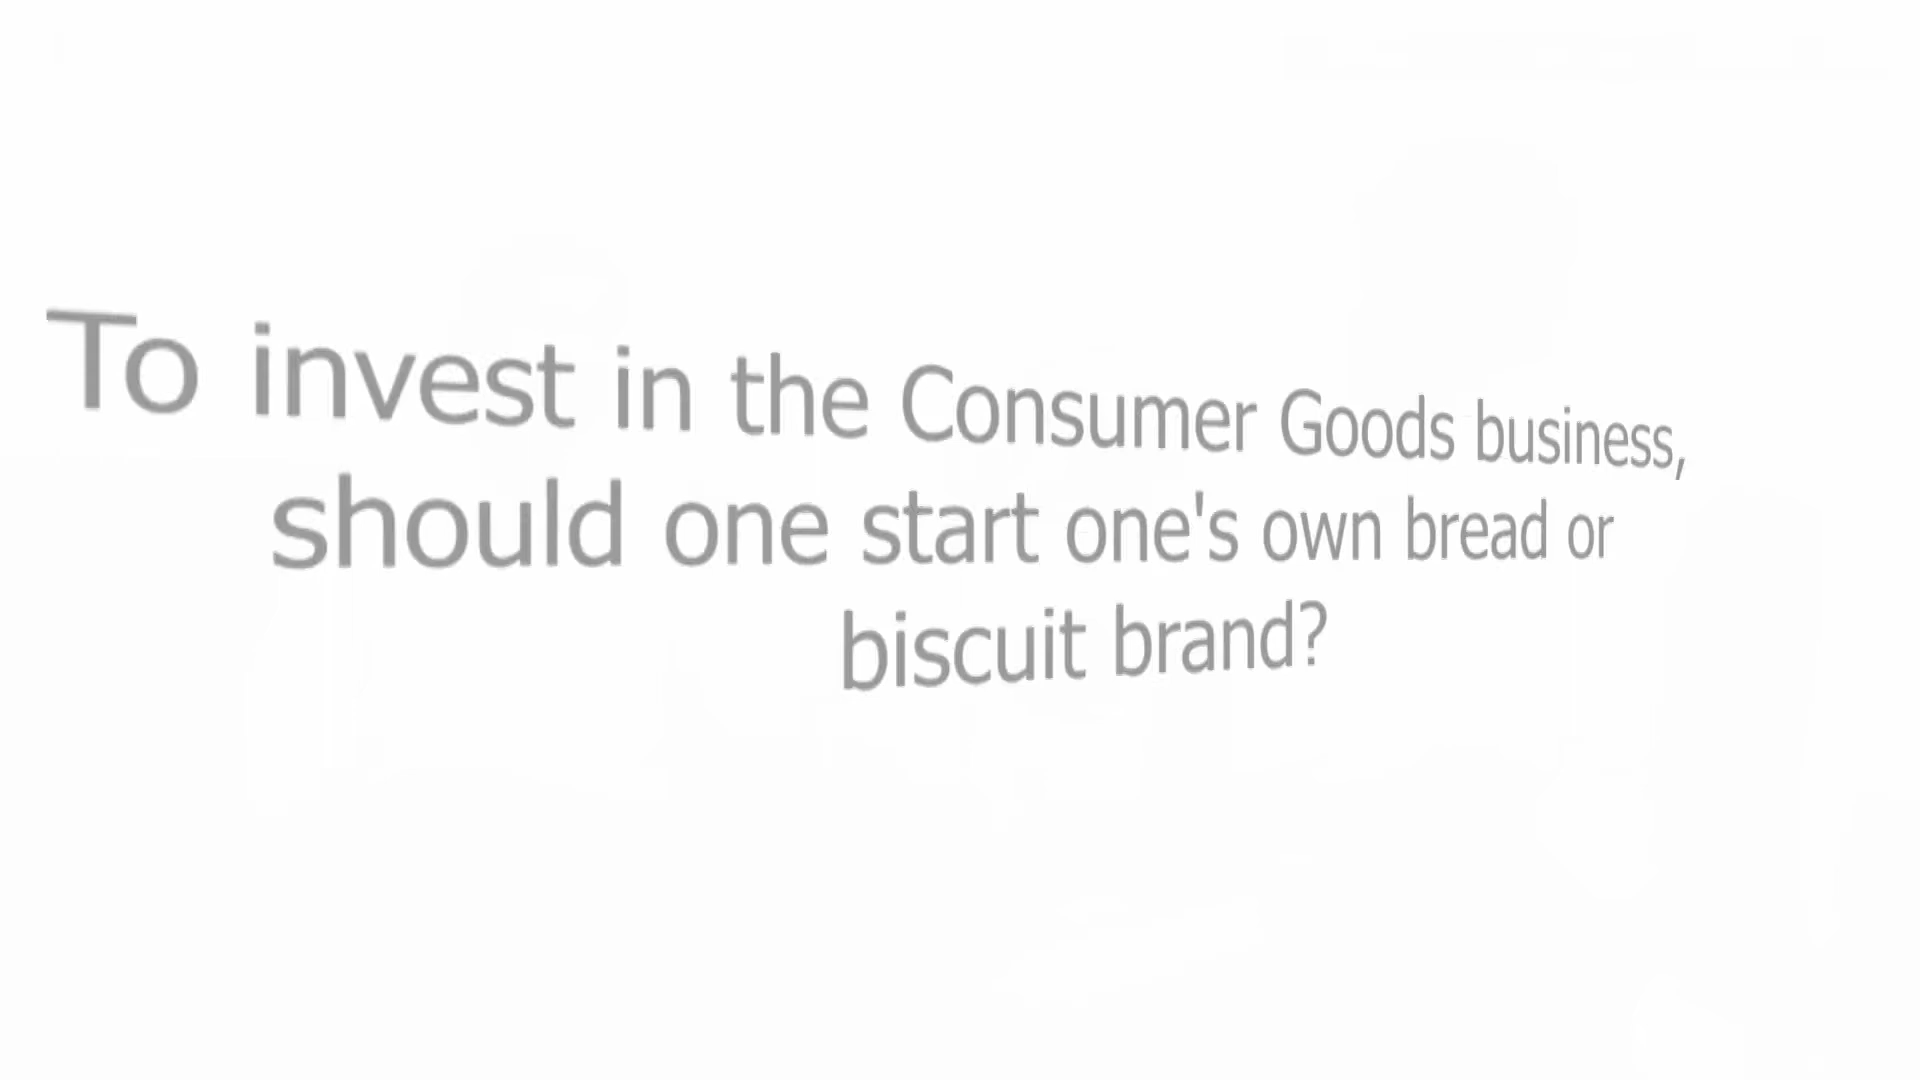 To invest in the Consumer Goods business,
should one start one's own bread or
biscuit brand?